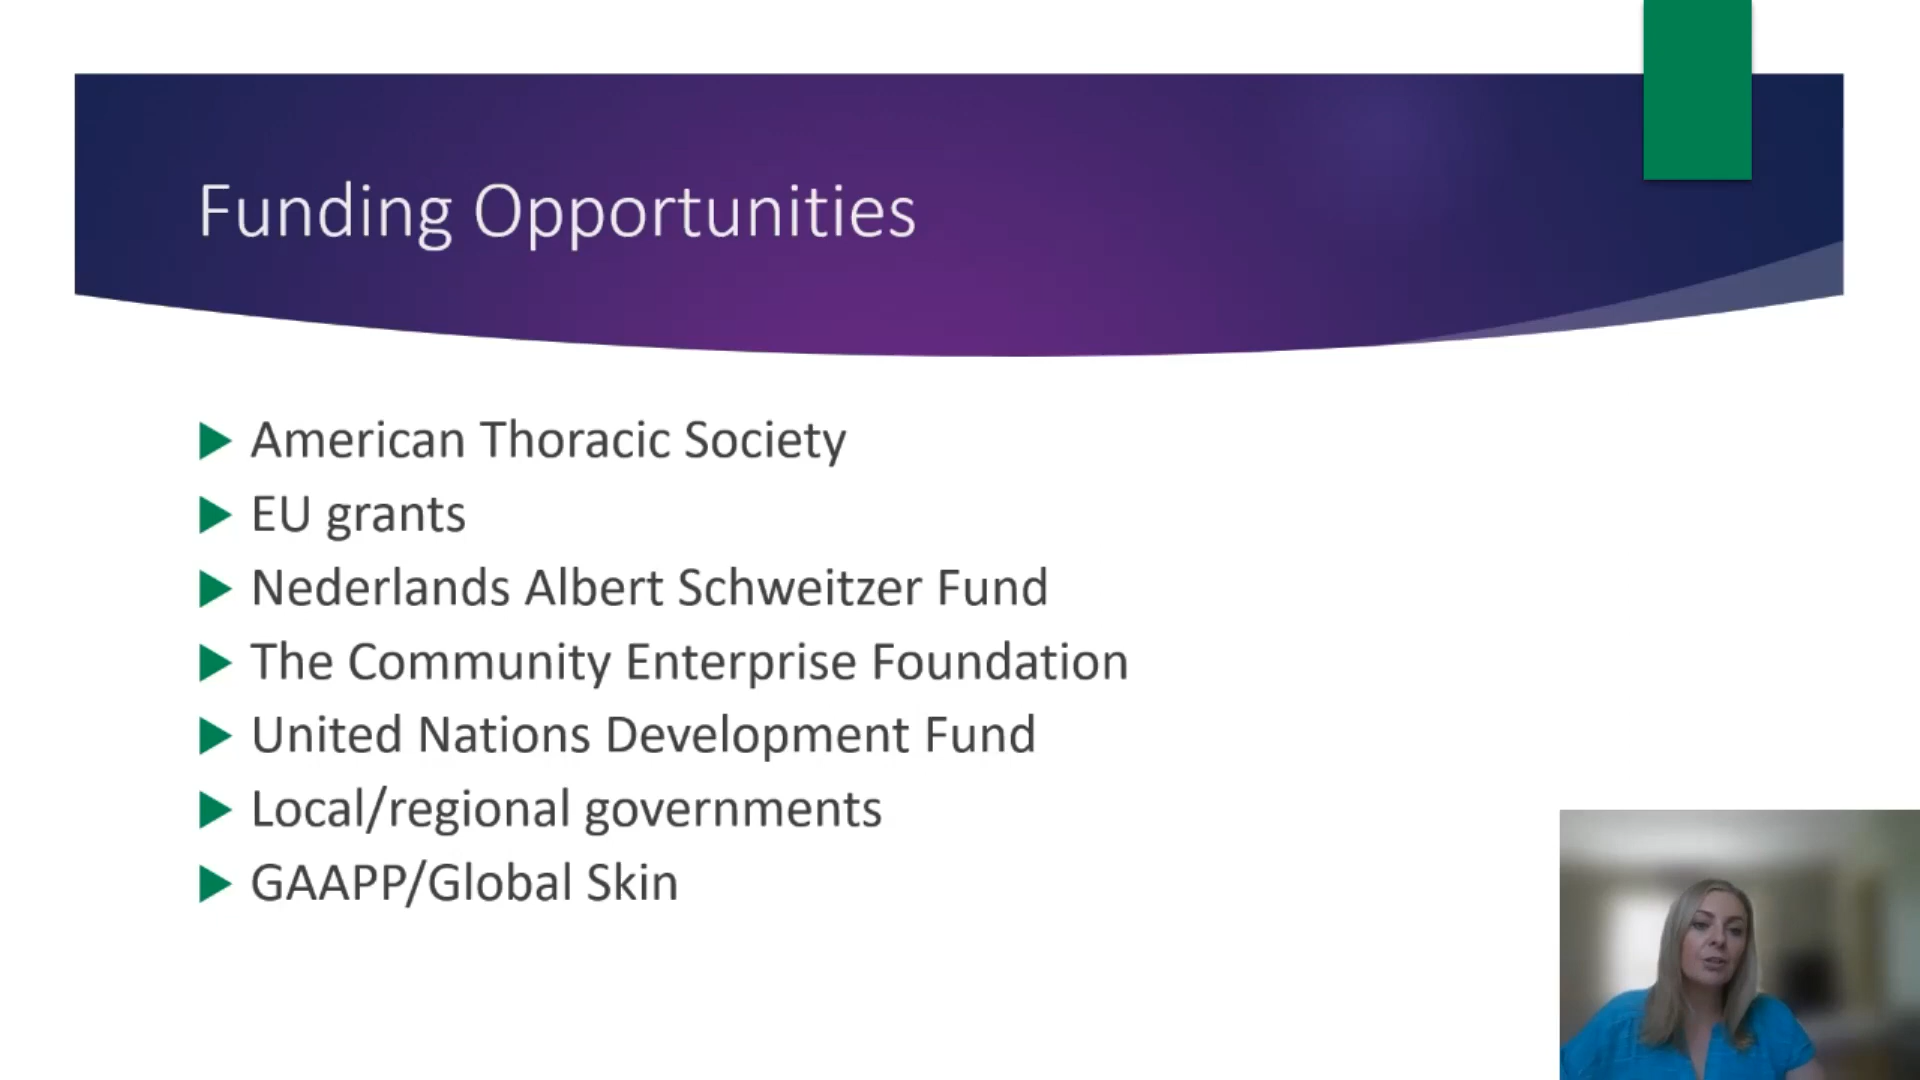 Funding Opportunities
American Thoracic Society
EU grants
Nederlands Albert Schweitzer Fund
The Community Enterprise Foundation
United Nations Development Fund
Local/regional governments
GAAPP/Global Skin